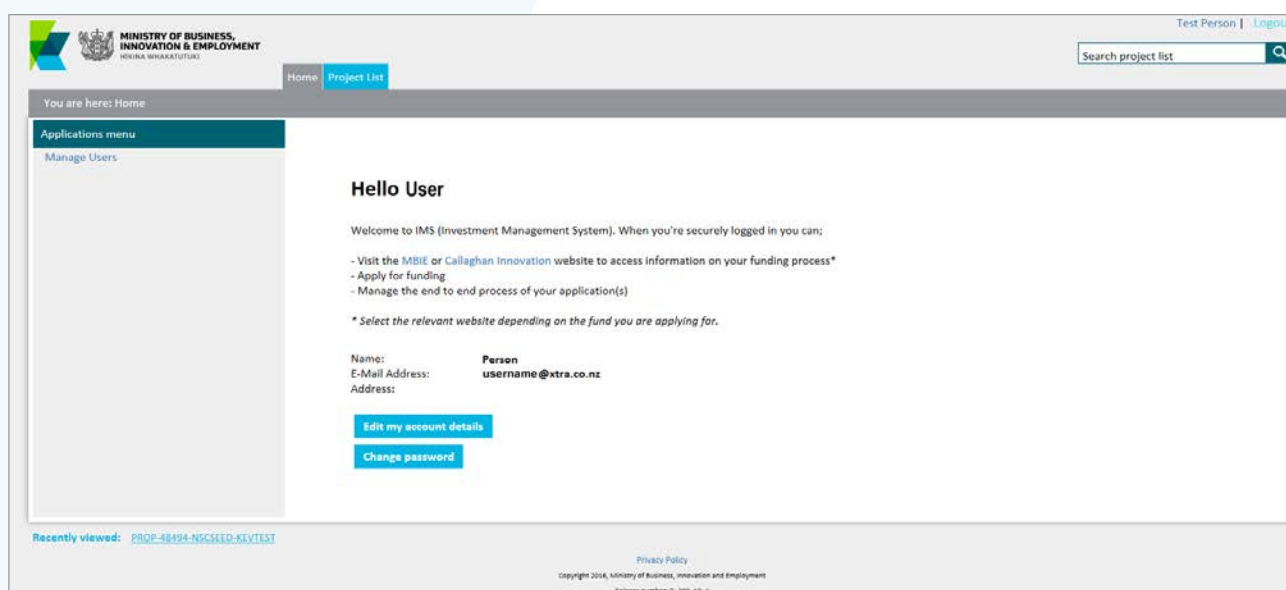 Test Person | Logou
MINISTRY OF BUSINESS,
INNOVATION & EMPLOYMENT
HĪKINA WHAKATUTUKI
Search project list
Home Project List
You are here: Home
Applications menu
Manage Users
Hello User
Welcome to IMS (Investment Management System). When you're securely logged in you can;
- Visit the MBIE or Callaghan Innovation website to access information on your funding process*
- Apply for funding
- Manage the end to end process of your application(s)
* Select the relevant website depending on the fund you are applying for.
Name: Person
E-Mail Address: username@xtra.co.nz
Address:
Edit my account details
Change password
Recently viewed: PROP-48494-NSCSEED-KEVTEST
Privacy Policy
Copyright 2016, Ministry of Business, Innovation and Employment